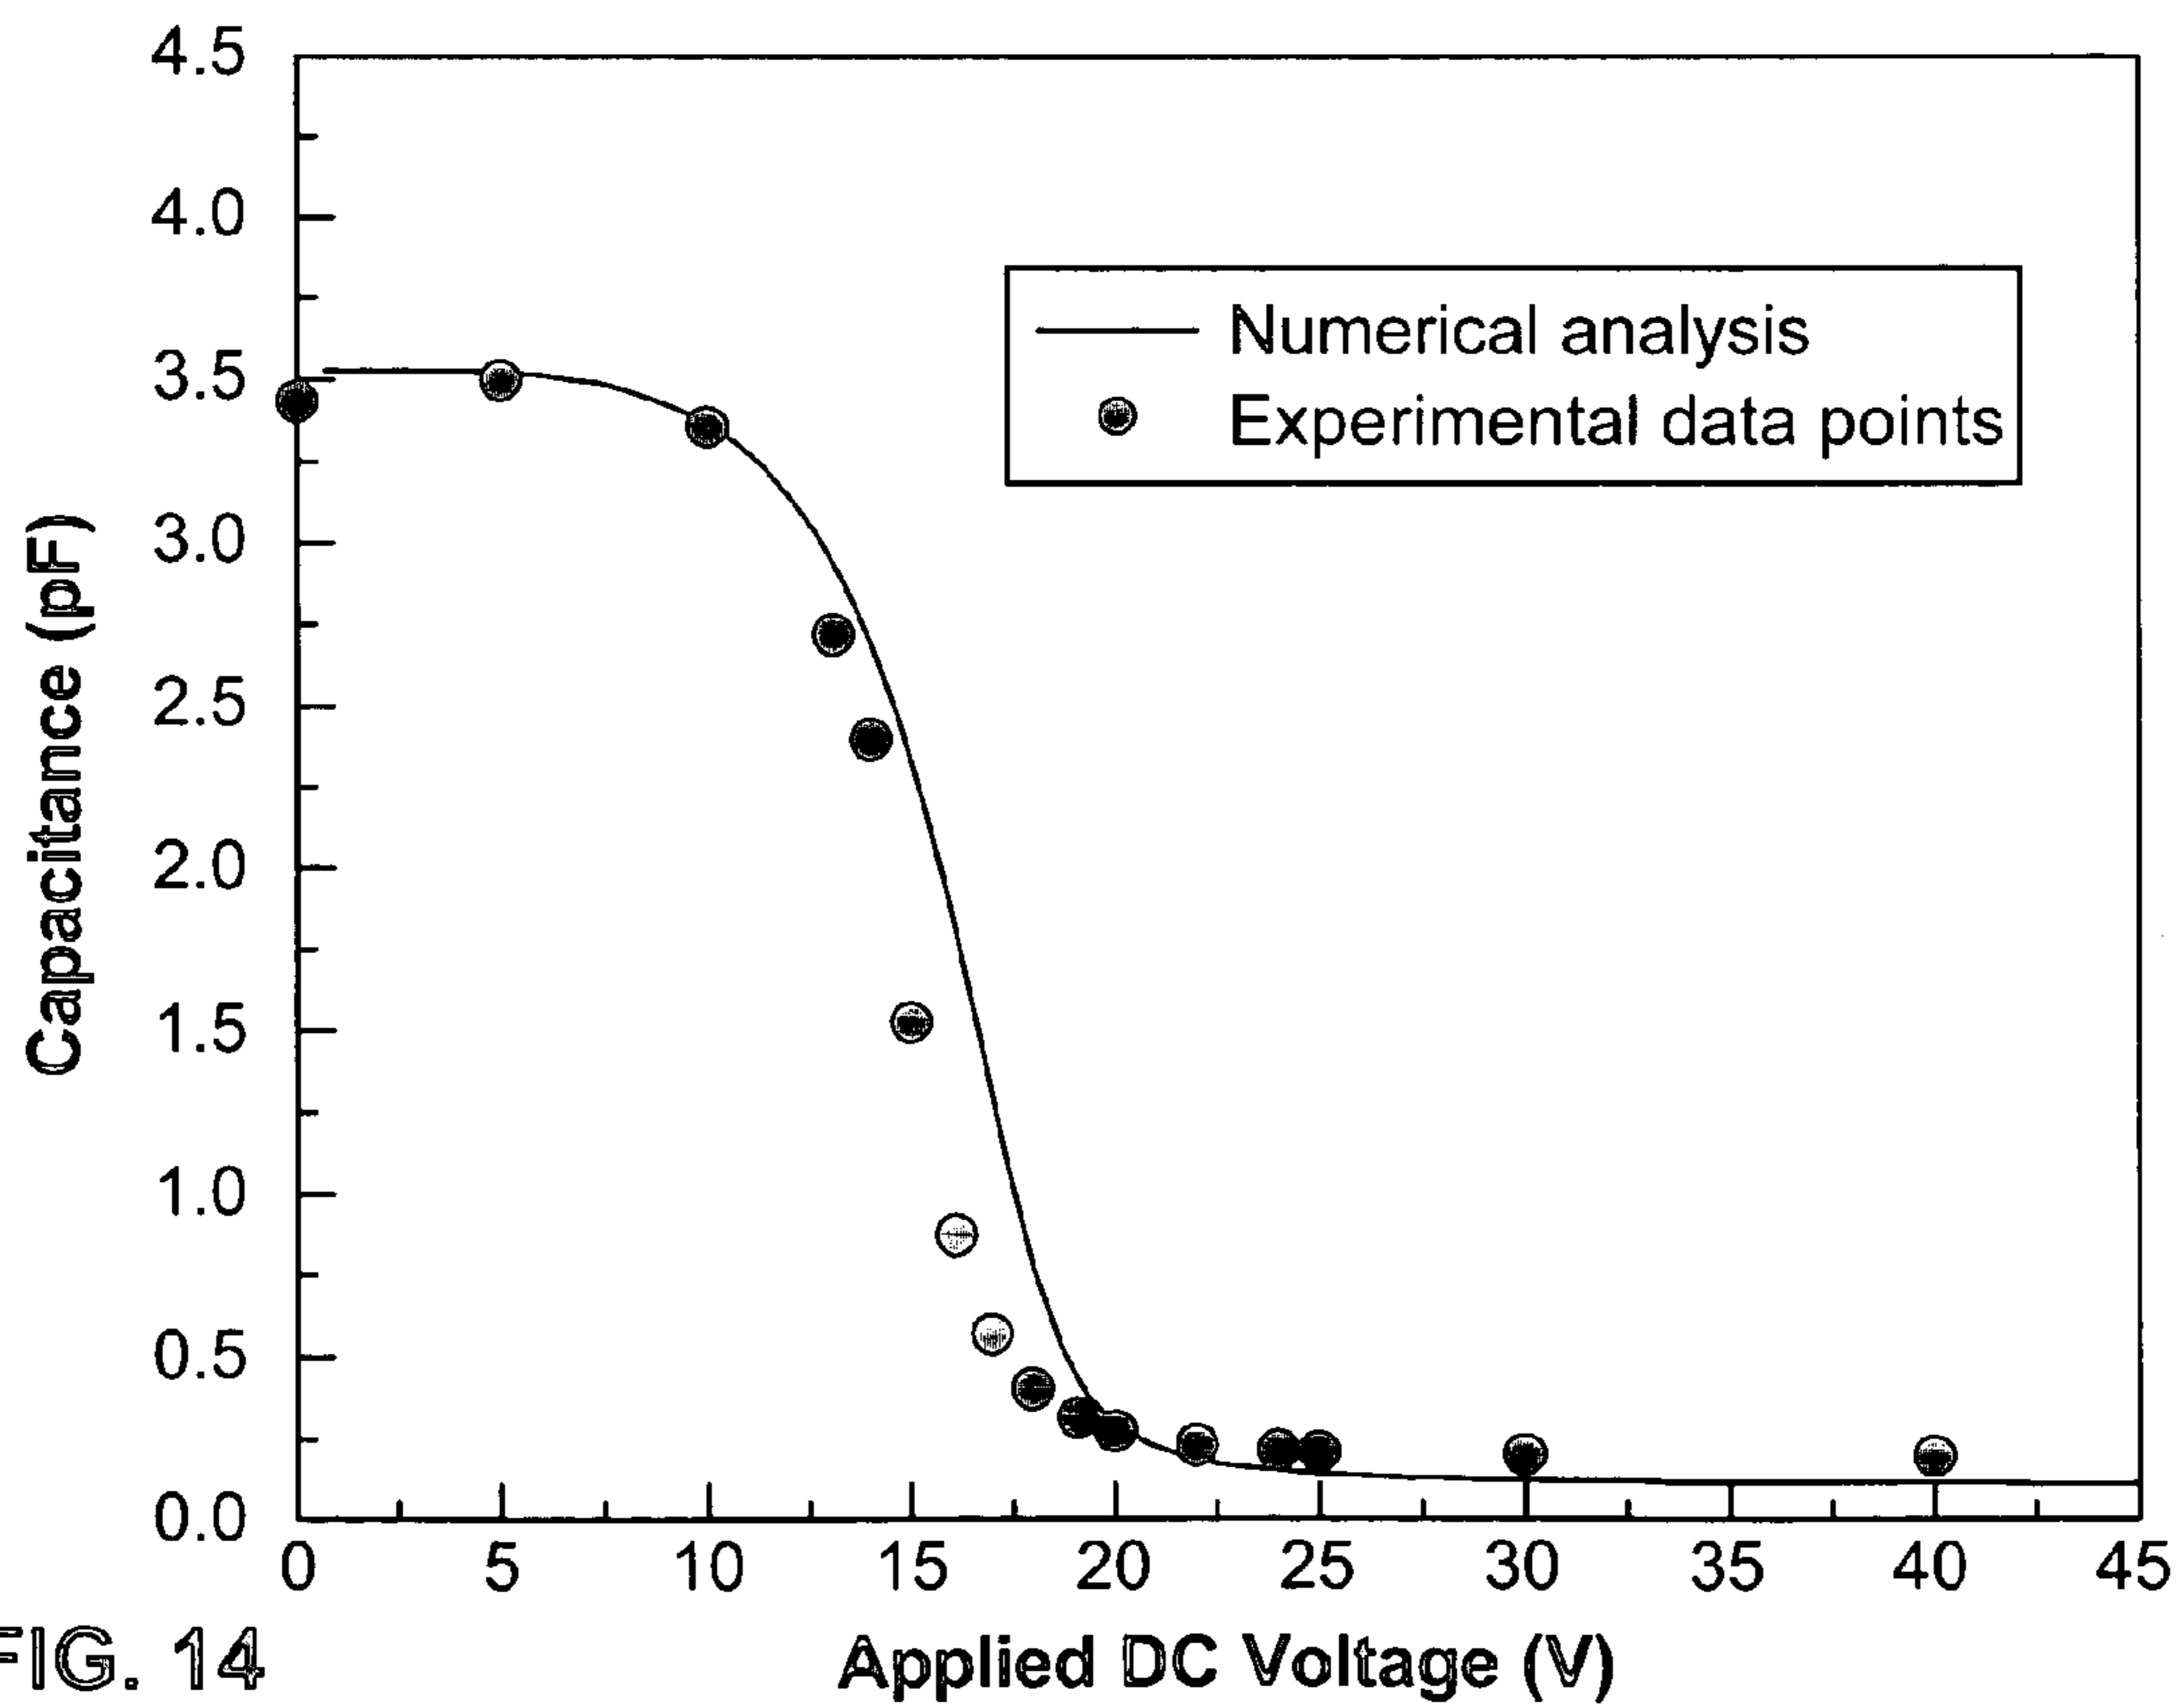 4.5
4.0
3.5
3.0
2.5
2.0
1.5
1.0
0.5
0.0
Capacitance (pF)
Numerical analysis
Experimental data points
0 5 10 15 20 25 30 35 40 45
Applied DC Voltage (V)
FIG. 14